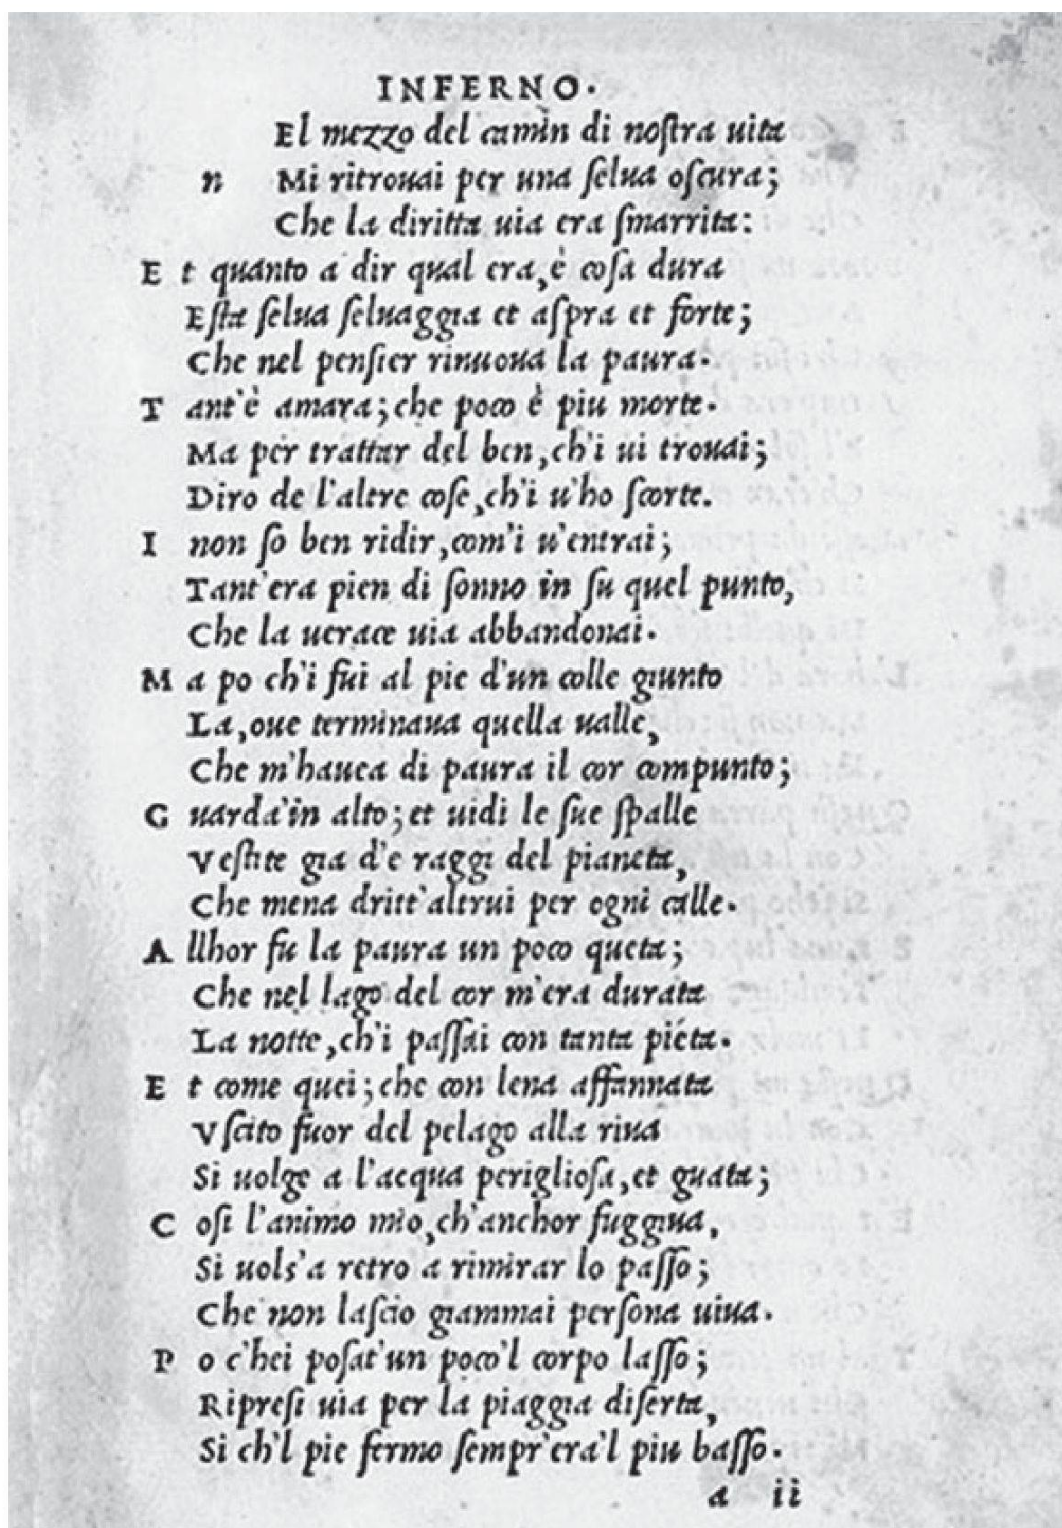 INFERNO.
El mezzo del camin di noſtra uita
n Mi ritrouai per una ſelua oſcura;
Che la diritta uia era ſmarrita:
E t quanto a dir qual era, è coſa dura
Eſta ſelua ſeluaggia et aſpra et forte;
Che nel penſier rinuoua la paura.
T ant'è amara; che poco è piu morte.
Ma per trattar del ben, ch'i ui trouai;
Diro de l'altre coſe, ch'i u'ho ſcorte.
I non ſo ben ridir, com'i u'entrai;
Tant'era pien di ſonno in ſu quel punto,
Che la uerace uia abbandonai.
M a po ch'i fui al pie d'un colle giunto
La, oue terminaua quella ualle,
Che m'hauea di paura il cor compunto;
G uarda'in alto; et uidi le ſue ſpalle
Veſtite gia d'e raggi del pianeta,
Che mena dritt'altrui per ogni calle.
A llhor fu la paura un poco queta;
Che nel lago del cor m'era durata
La notte, ch'i paſſai con tanta piéta.
E t come quei; che con lena affannata
Vſcito fuor del pelago alla riua
Si uolge a l'acqua periglioſa, et guata;
C oſi l'animo mio, ch'anchor fuggiua,
Si uolſ'a retro a rimirar lo paſſo;
Che non laſcio giammai perſona uiua.
P o c'hei poſat'un poco'l corpo laſſo;
Ripreſi uia per la piaggia diſerta,
Si ch'l pie fermo ſempr'era'l piu baſſo.
a ii